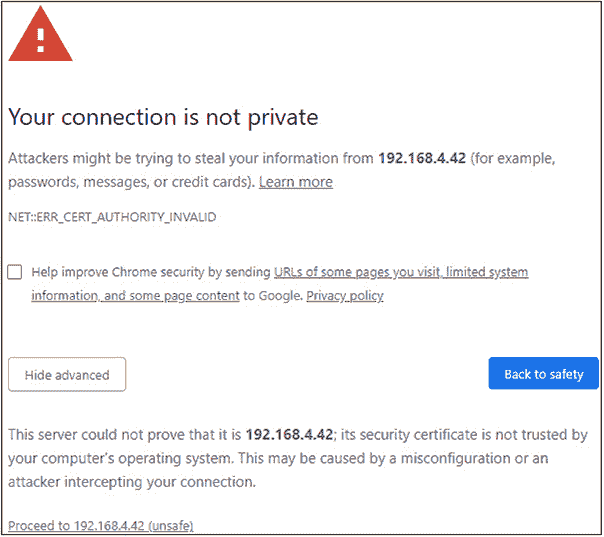 Your connection is not private
Attackers might be trying to steal your information from 192.168.4.42 (for example,
passwords, messages, or credit cards). Learn more
NET::ERR_CERT_AUTHORITY_INVALID
Help improve Chrome security by sending URLs of some pages you visit, limited system
information, and some page content to Google. Privacy policy
Hide advanced
Back to safety
This server could not prove that it is 192.168.4.42; its security certificate is not trusted by
your computer's operating system. This may be caused by a misconfiguration or an
attacker intercepting your connection.
Proceed to 192.168.4.42 (unsafe)